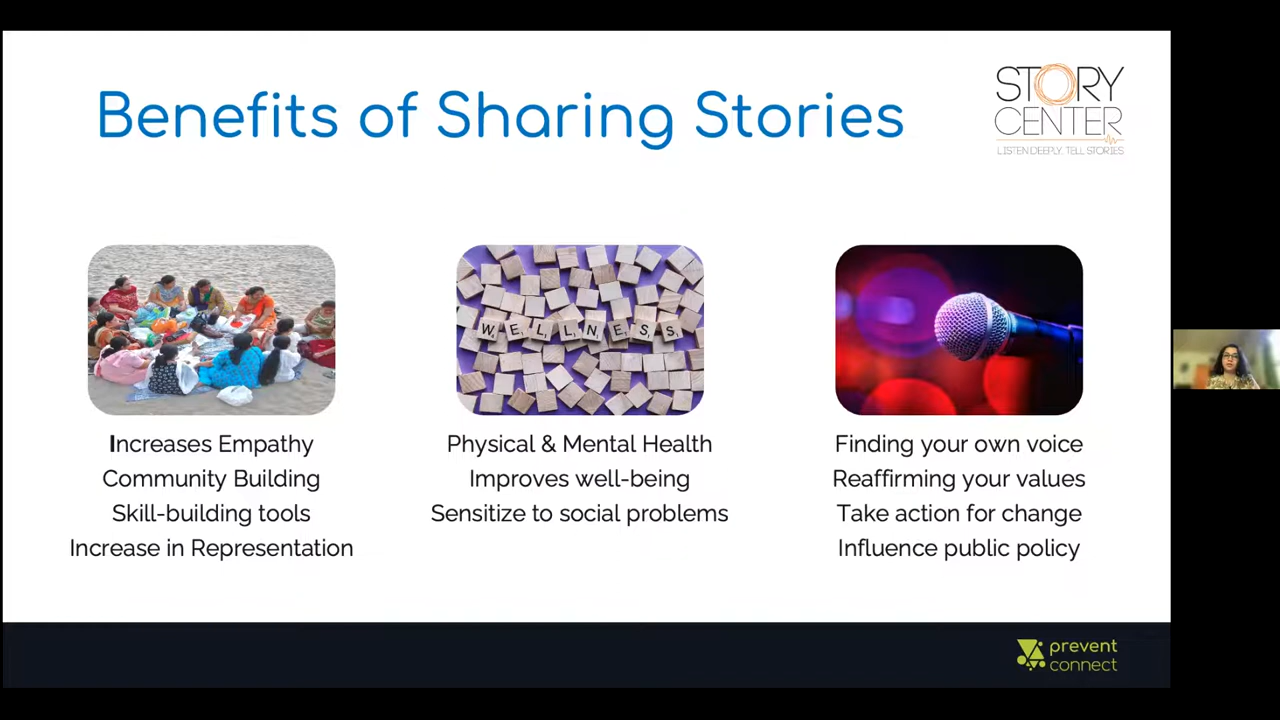 Benefits of Sharing Stories
STORY
CENTER
LISTEN DEEPLY, TELL STORIES
WELLNESS
Increases Empathy
Community Building
Skill-building tools
Increase in Representation
Physical & Mental Health
Improves well-being
Sensitize to social problems
Finding your own voice
Reaffirming your values
Take action for change
Influence public policy
prevent
connect